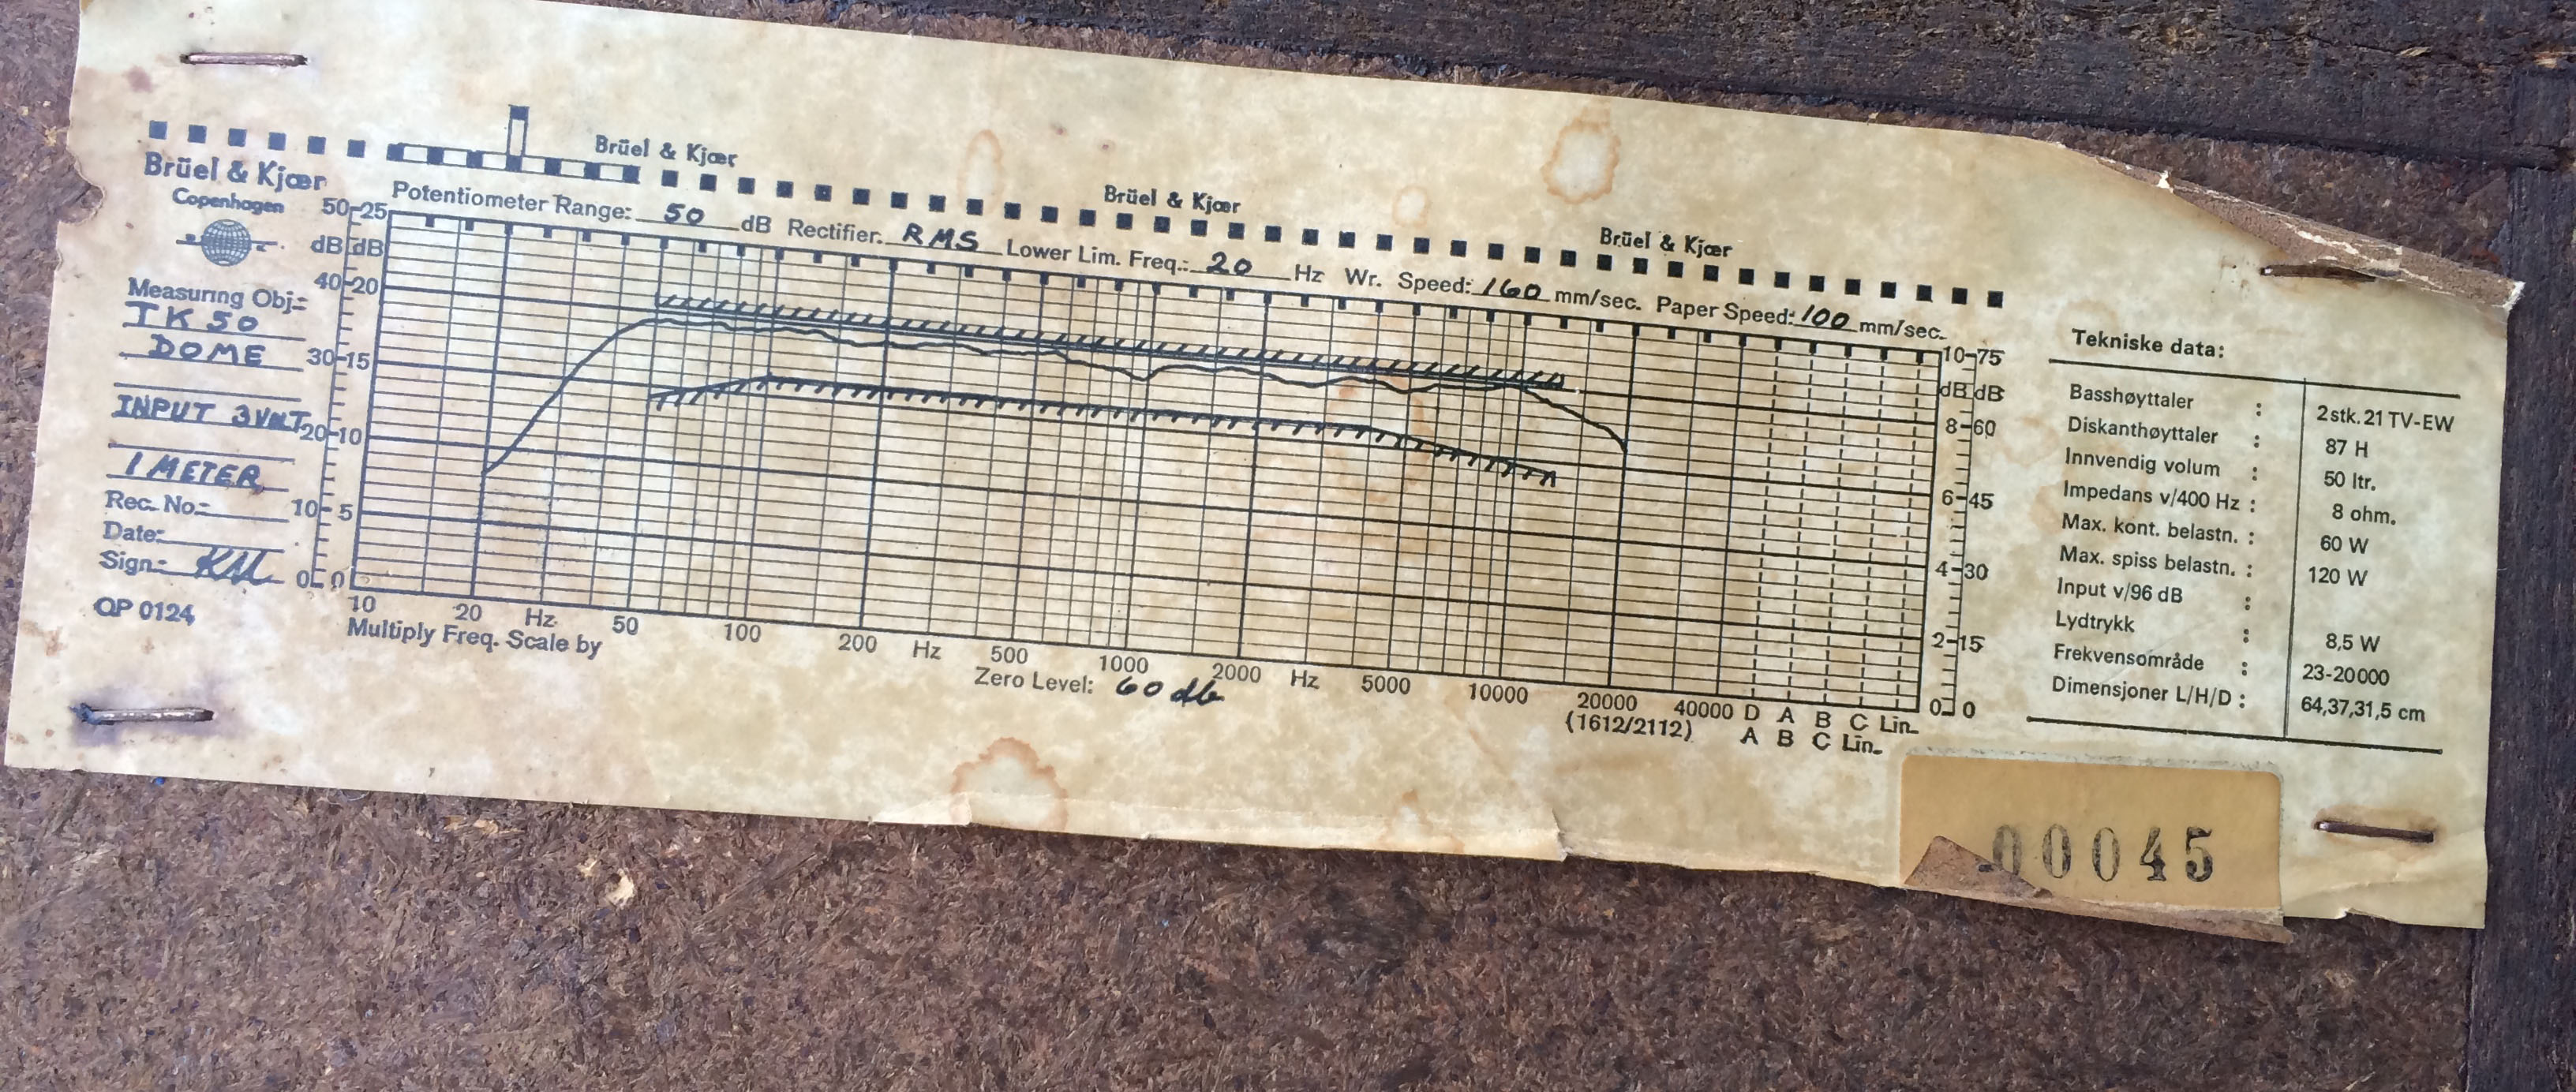 Brüel & Kjær
Brüel & Kjær
Brüel & Kjær
Brüel & Kjær
Copenhagen
Potentiometer Range: 50 dB Rectifier: RMS Lower Lim. Freq.: 20 Hz Wr. Speed: 160 mm/sec. Paper Speed: 100 mm/sec.
Measuring Obj.:
TK 50
DOME
INPUT 3 VOLT
1 METER
Rec. No.:
Date:
Sign.: KM
QP 0124
50 25
dB dB
40 20
30 15
20 10
10 5
0 0
10 20 Hz 50 100 200 Hz 500 1000 2000 Hz 5000 10000 20000 40000 D A B C Lin.
Multiply Freq. Scale by
Zero Level: 60 db
(1612/2112) A B C Lin.
10 75
dB dB
8 60
6 45
4 30
2 15
0 0
Tekniske data:
Basshøyttaler : 2 stk. 21 TV-EW
Diskanthøyttaler : 87 H
Innvendig volum : 50 ltr.
Impedans v/400 Hz : 8 ohm.
Max. kont. belastn. : 60 W
Max. spiss belastn. : 120 W
Input v/96 dB :
Lydtrykk : 8,5 W
Frekvensområde : 23-20000
Dimensjoner L/H/D : 64,37,31,5 cm
00045